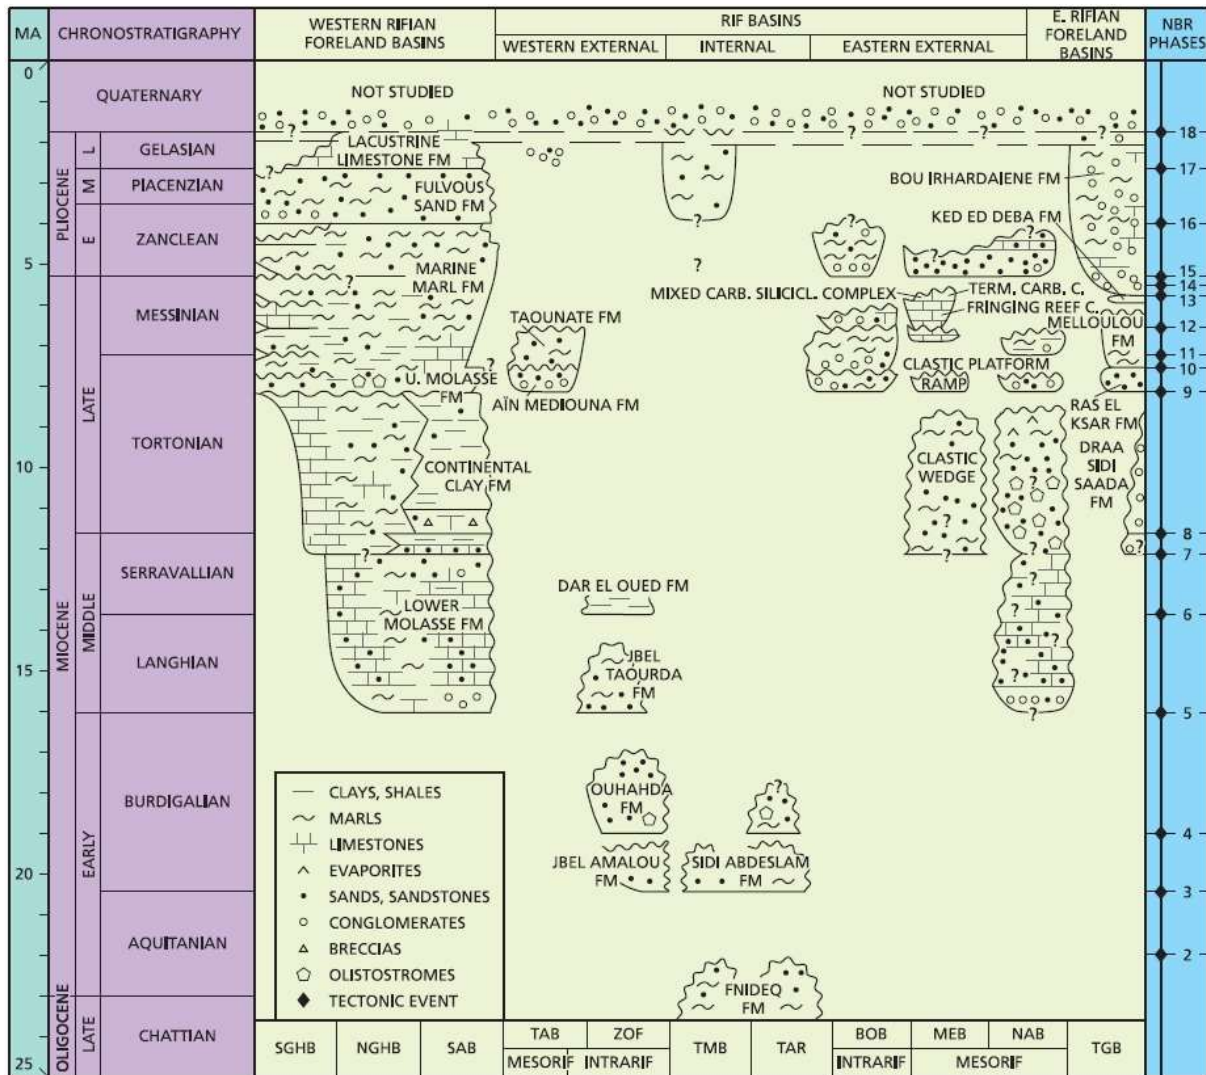 MA
CHRONOSTRATIGRAPHY
WESTERN RIFIAN
FORELAND BASINS
RIF BASINS
WESTERN EXTERNAL
INTERNAL
EASTERN EXTERNAL
E. RIFIAN
FORELAND
BASINS
NBR
PHASES
0
QUATERNARY
NOT STUDIED
NOT STUDIED
?
?
?
?
18
PLIOCENE
L
GELASIAN
LACUSTRINE
LIMESTONE FM
?
17
M
PIACENZIAN
FULVOUS
SAND FM
BOU IRHARDAIENE FM
?
KED ED DEBA FM
16
E
ZANCLEAN
?
?
?
5
MARINE
MARL FM
?
?
15
14
13
MIOCENE
LATE
MESSINIAN
MIXED CARB. SILICICL. COMPLEX
TERM. CARB. C.
FRINGING REEF C.
TAOUNATE FM
MELLOULOU
FM
12
11
?
CLASTIC PLATFORM
RAMP
10
U. MOLASSE
FM
AÏN MEDIOUNA FM
9
RAS EL
KSAR FM
TORTONIAN
10
CONTINENTAL
CLAY FM
CLASTIC
WEDGE
DRAA
SIDI
SAADA
FM
?
?
8
?
?
?
?
7
MIDDLE
SERRAVALLIAN
?
DAR EL OUED FM
LOWER
MOLASSE FM
?
6
LANGHIAN
JBEL
TAOURDA
FM
?
15
?
?
5
EARLY
BURDIGALIAN
OUHAHDA
FM
?
4
JBEL AMALOU
FM
SIDI ABDESLAM
FM
20
3
AQUITANIAN
2
FNIDEQ
FM
OLIGOCENE
LATE
CHATTIAN
25
CLAYS, SHALES
MARLS
LIMESTONES
EVAPORITES
SANDS, SANDSTONES
CONGLOMERATES
BRECCIAS
OLISTOSTROMES
TECTONIC EVENT
SGHB
NGHB
SAB
TAB
ZOF
TMB
TAR
BOB
MEB
NAB
TGB
MESORIF
INTRARIF
INTRARIF
MESORIF